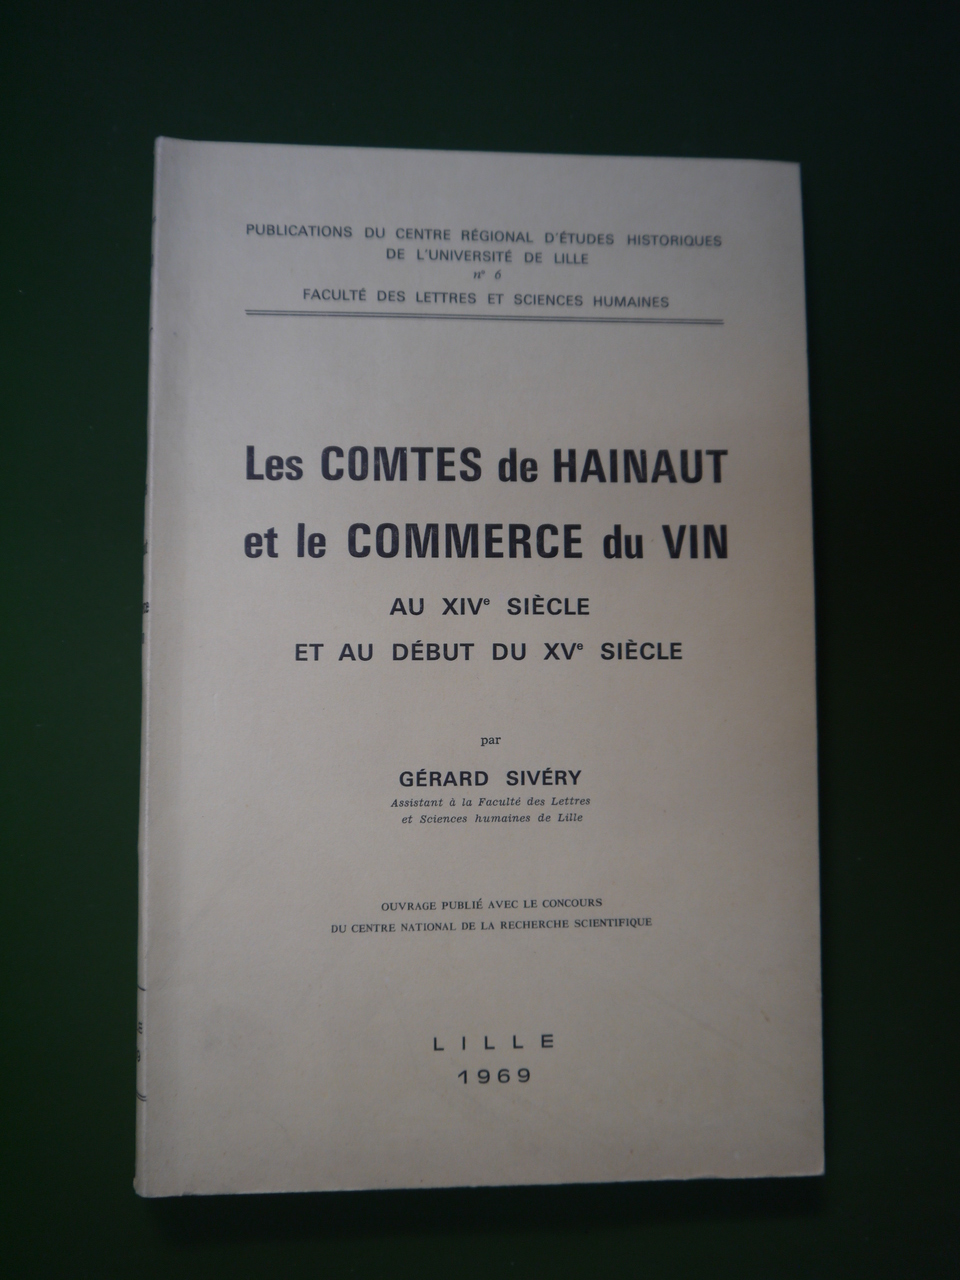 PUBLICATIONS DU CENTRE RÉGIONAL D'ÉTUDES HISTORIQUES
DE L'UNIVERSITÉ DE LILLE
n° 6
FACULTÉ DES LETTRES ET SCIENCES HUMAINES
Les COMTES de HAINAUT
et le COMMERCE du VIN
AU XIVe SIÈCLE
ET AU DÉBUT DU XVe SIÈCLE
par
GÉRARD SIVÉRY
Assistant à la Faculté des Lettres
et Sciences humaines de Lille
OUVRAGE PUBLIÉ AVEC LE CONCOURS
DU CENTRE NATIONAL DE LA RECHERCHE SCIENTIFIQUE
LILLE
1969